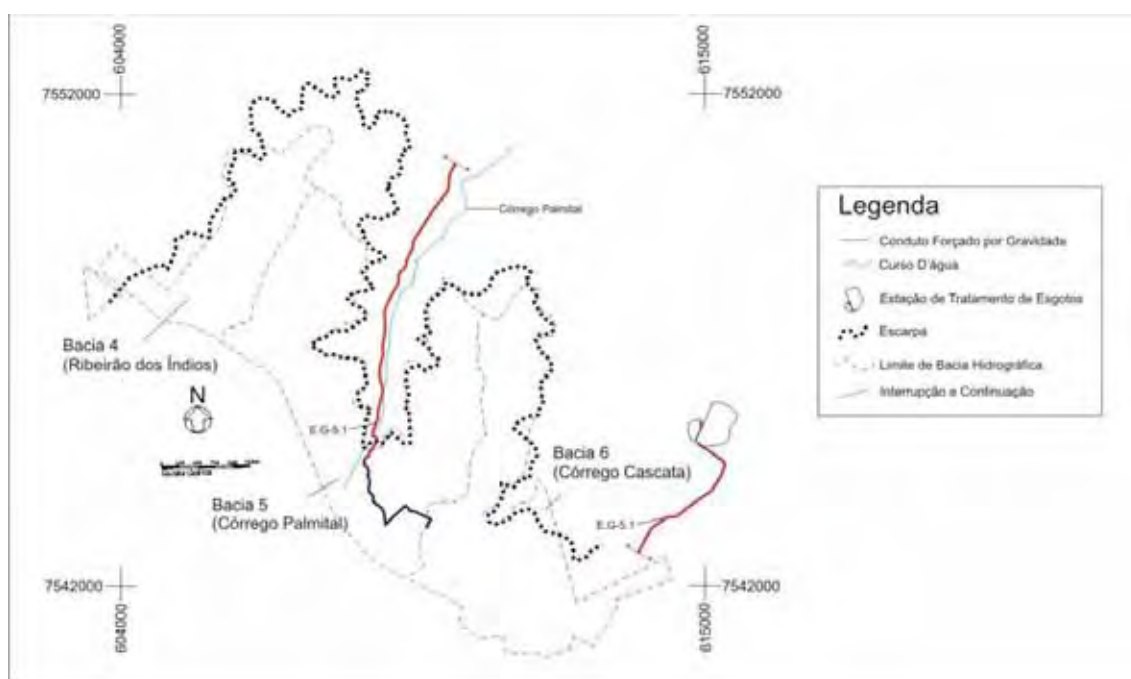 604000
615000
7552000
7552000
Córrego Palmital
Legenda
Conduto Forçado por Gravidade
Curso D'água
Estação de Tratamento de Esgotos
Escarpa
Limite de Bacia Hidrográfica
Interrupção e Continuação
Bacia 4
(Ribeirão dos Índios)
N
E.G-5.1
Bacia 6
(Córrego Cascata)
Bacia 5
(Córrego Palmital)
E.G-5.1
7542000
7542000
604000
615000